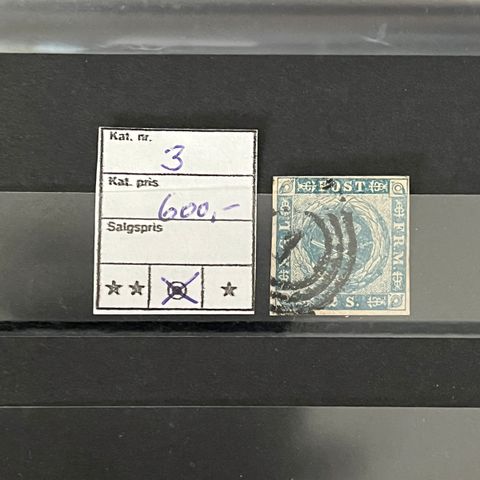 Kat. nr.
3
Kat. pris
600,-
Salgspris
POST
FRM.
S.